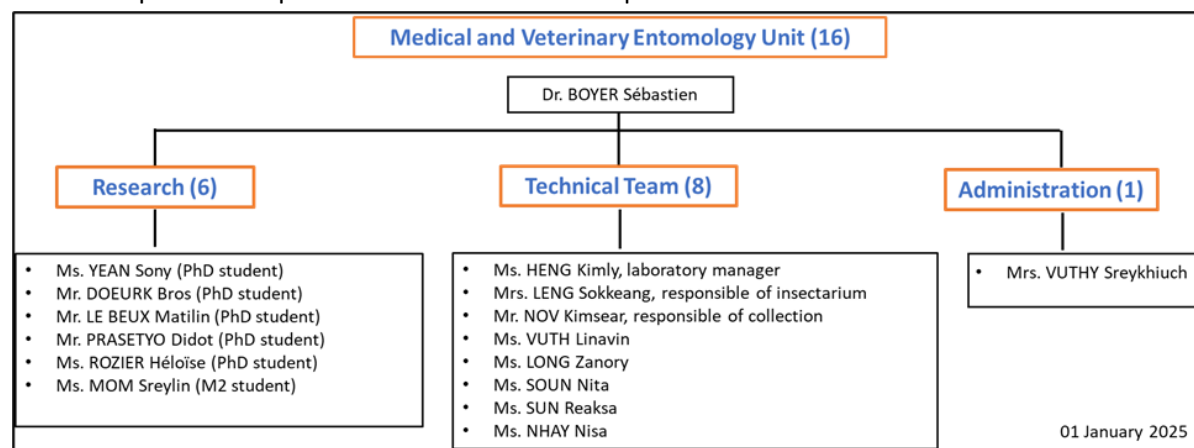 Medical and Veterinary Entomology Unit (16)
Dr. BOYER Sébastien
Research (6)
• Ms. YEAN Sony (PhD student)
• Mr. DOEURK Bros (PhD student)
• Mr. LE BEUX Matilin (PhD student)
• Mr. PRASETYO Didot (PhD student)
• Ms. ROZIER Héloïse (PhD student)
• Ms. MOM Sreylin (M2 student)
Technical Team (8)
• Ms. HENG Kimly, laboratory manager
• Mrs. LENG Sokkeang, responsible of insectarium
• Mr. NOV Kimsear, responsible of collection
• Ms. VUTH Linavin
• Ms. LONG Zanory
• Ms. SOUN Nita
• Ms. SUN Reaksa
• Ms. NHAY Nisa
Administration (1)
• Mrs. VUTHY Sreykhiuch
01 January 2025